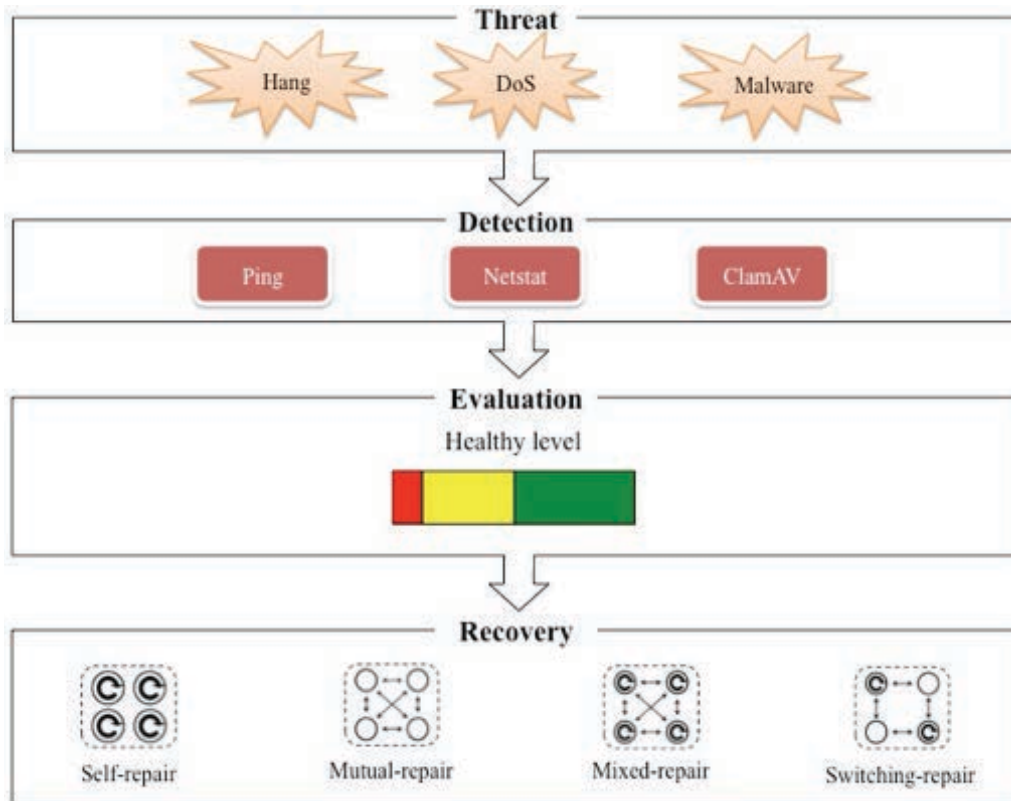 Threat
Hang
DoS
Malware
Detection
Ping
Netstat
ClamAV
Evaluation
Healthy level
Recovery
Self-repair
Mutual-repair
Mixed-repair
Switching-repair